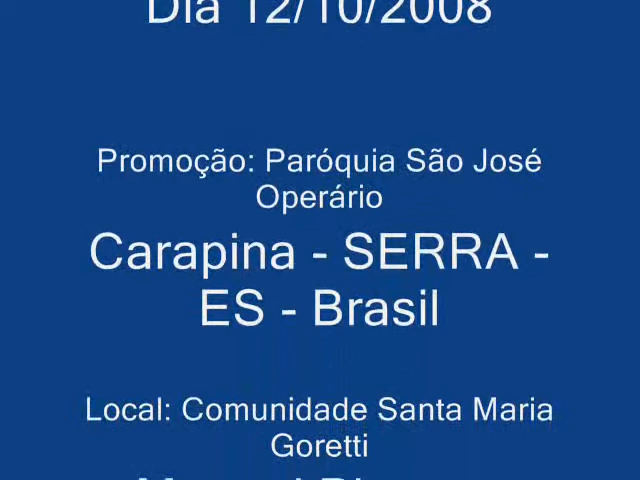 Dia 12/10/2008
Promoção: Paróquia São José
Operário
Carapina - SERRA -
ES - Brasil
Local: Comunidade Santa Maria
Goretti